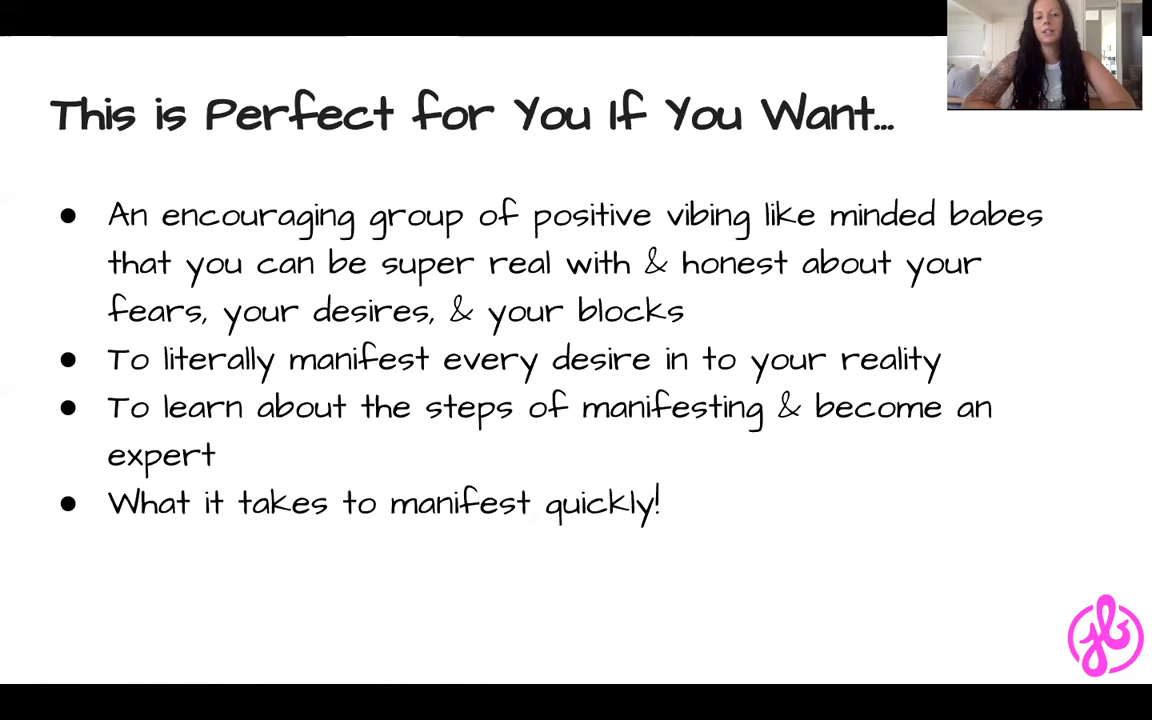 This is Perfect for You If You Want...
● An encouraging group of positive vibing like minded babes
that you can be super real with & honest about your
fears, your desires, & your blocks
● To literally manifest every desire in to your reality
● To learn about the steps of manifesting & become an
expert
● What it takes to manifest quickly!